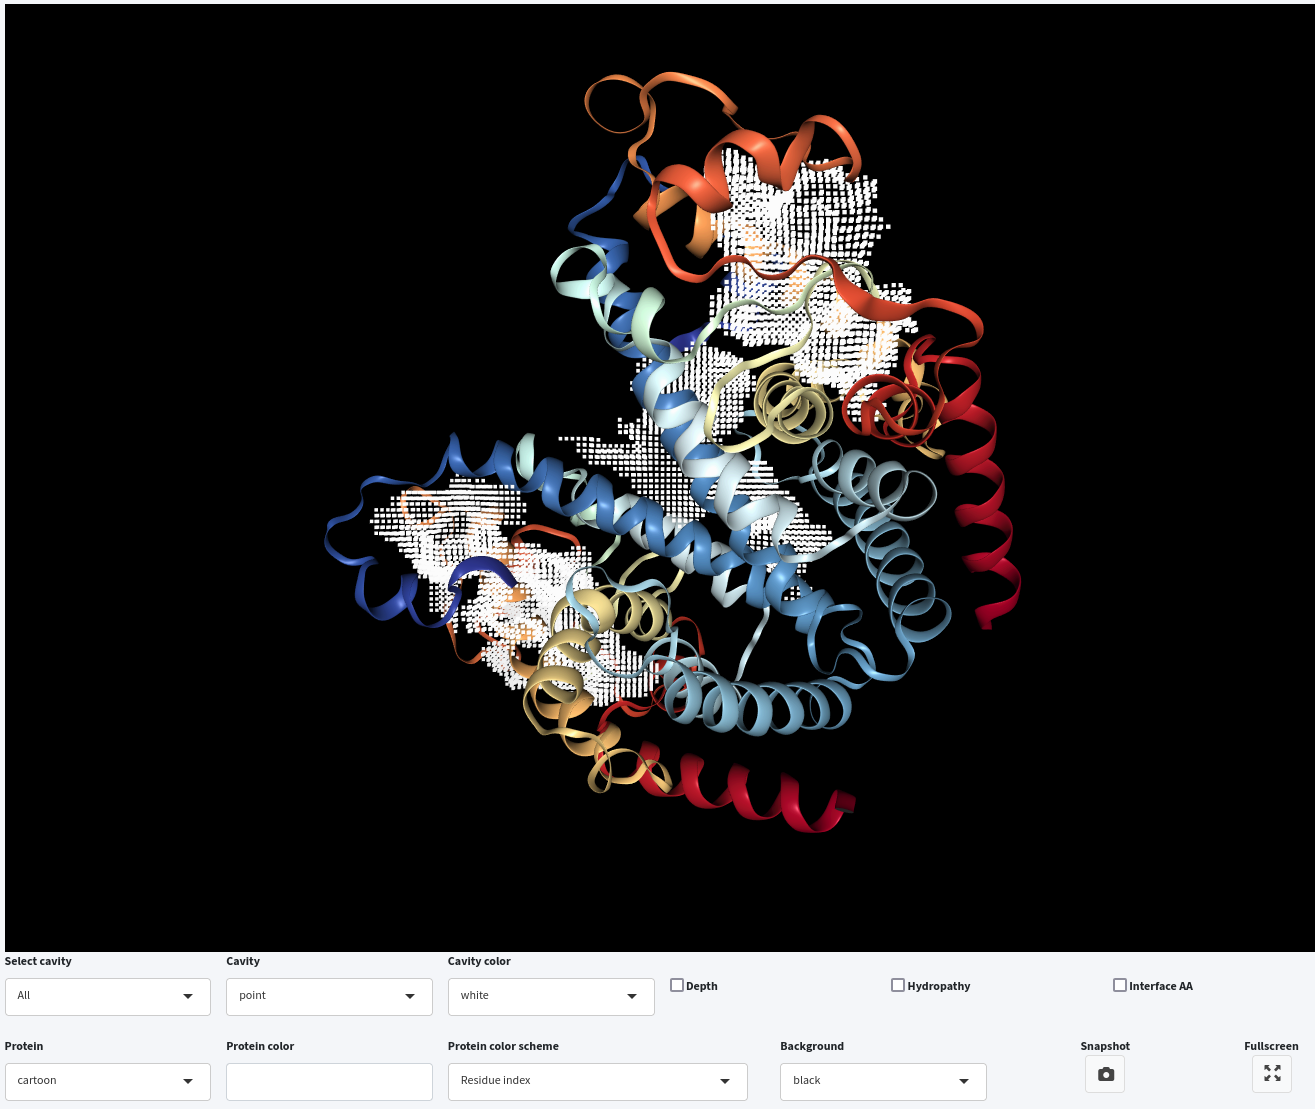 Select cavity
Cavity
Cavity color
All
point
white
Depth
Hydropathy
Interface AA
Protein
Protein color
Protein color scheme
Background
Snapshot
Fullscreen
cartoon
Residue index
black